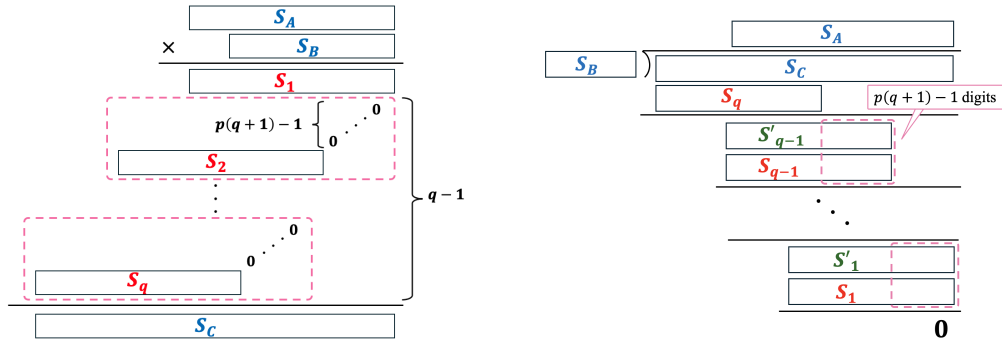 S_A
×
S_B
S_1
p(q + 1) − 1
0
0
S_2
q − 1
0
0
S_q
S_C
S_A
S_B
S_C
S_q
p(q + 1) − 1 digits
S'_{q−1}
S_{q−1}
S'_1
S_1
0